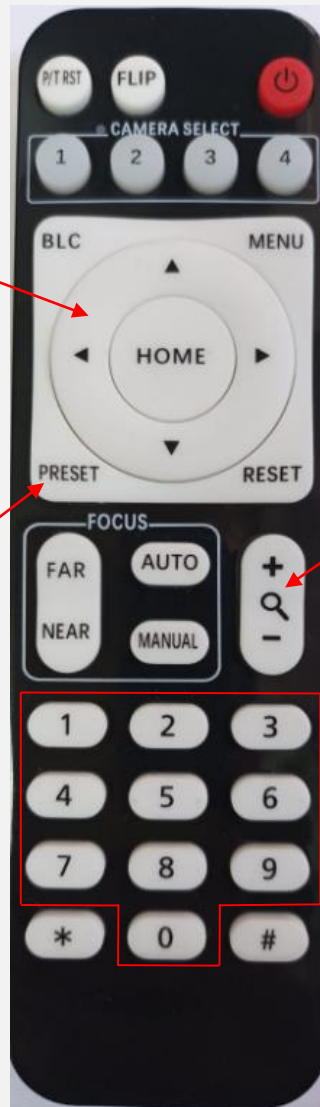 P/T RST FLIP
CAMERA SELECT
1 2 3 4
BLC MENU
HOME
PRESET RESET
FOCUS
FAR AUTO
NEAR MANUAL
+
-
1 2 3
4 5 6
7 8 9
* 0 #